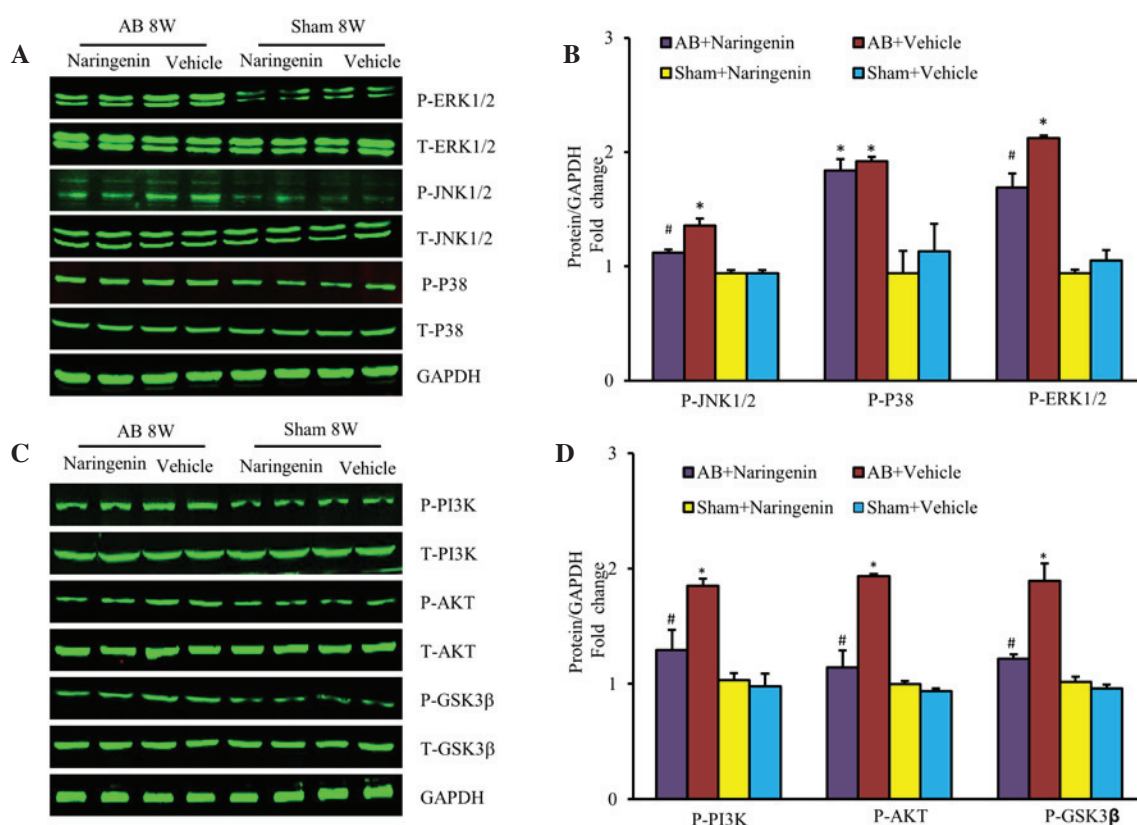 A
AB 8W Sham 8W
Naringenin Vehicle Naringenin Vehicle
P-ERK1/2
T-ERK1/2
P-JNK1/2
T-JNK1/2
P-P38
T-P38
GAPDH
B
AB+Naringenin AB+Vehicle
Sham+Naringenin Sham+Vehicle
Protein/GAPDH
Fold change
3
2
1
0
# * * * # *
P-JNK1/2 P-P38 P-ERK1/2
C
AB 8W Sham 8W
Naringenin Vehicle Naringenin Vehicle
P-PI3K
T-PI3K
P-AKT
T-AKT
P-GSK3β
T-GSK3β
GAPDH
D
AB+Naringenin AB+Vehicle
Sham+Naringenin Sham+Vehicle
Protein/GAPDH
Fold change
3
2
1
0
# * # * # *
P-PI3K P-AKT P-GSK3β